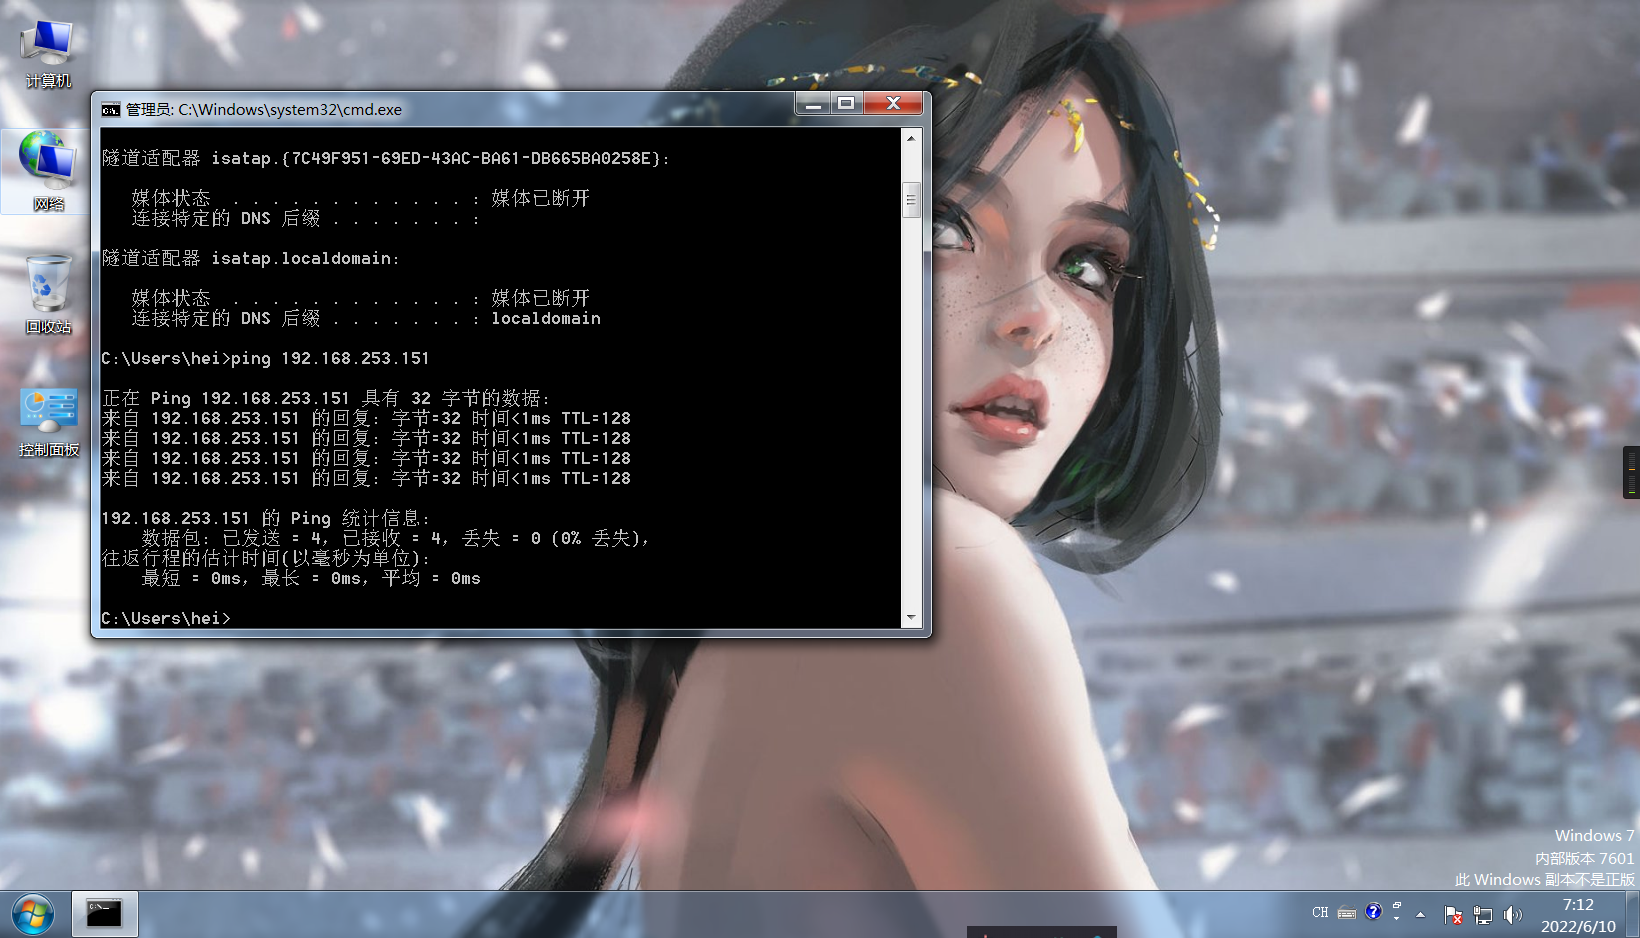 计算机
网络
回收站
控制面板
管理员: C:\Windows\system32\cmd.exe
隧道适配器 isatap.{7C49F951-69ED-43AC-BA61-DB665BA0258E}:
媒体状态 . . . . . . . . . . . . : 媒体已断开
连接特定的 DNS 后缀 . . . . . . . :
隧道适配器 isatap.localdomain:
媒体状态 . . . . . . . . . . . . : 媒体已断开
连接特定的 DNS 后缀 . . . . . . . : localdomain
C:\Users\hei>ping 192.168.253.151
正在 Ping 192.168.253.151 具有 32 字节的数据:
来自 192.168.253.151 的回复: 字节=32 时间<1ms TTL=128
来自 192.168.253.151 的回复: 字节=32 时间<1ms TTL=128
来自 192.168.253.151 的回复: 字节=32 时间<1ms TTL=128
来自 192.168.253.151 的回复: 字节=32 时间<1ms TTL=128
192.168.253.151 的 Ping 统计信息:
数据包: 已发送 = 4，已接收 = 4，丢失 = 0 (0% 丢失)，
往返行程的估计时间(以毫秒为单位):
最短 = 0ms，最长 = 0ms，平均 = 0ms
C:\Users\hei>
Windows 7
内部版本 7601
此 Windows 副本不是正版
CH
7:12
2022/6/10